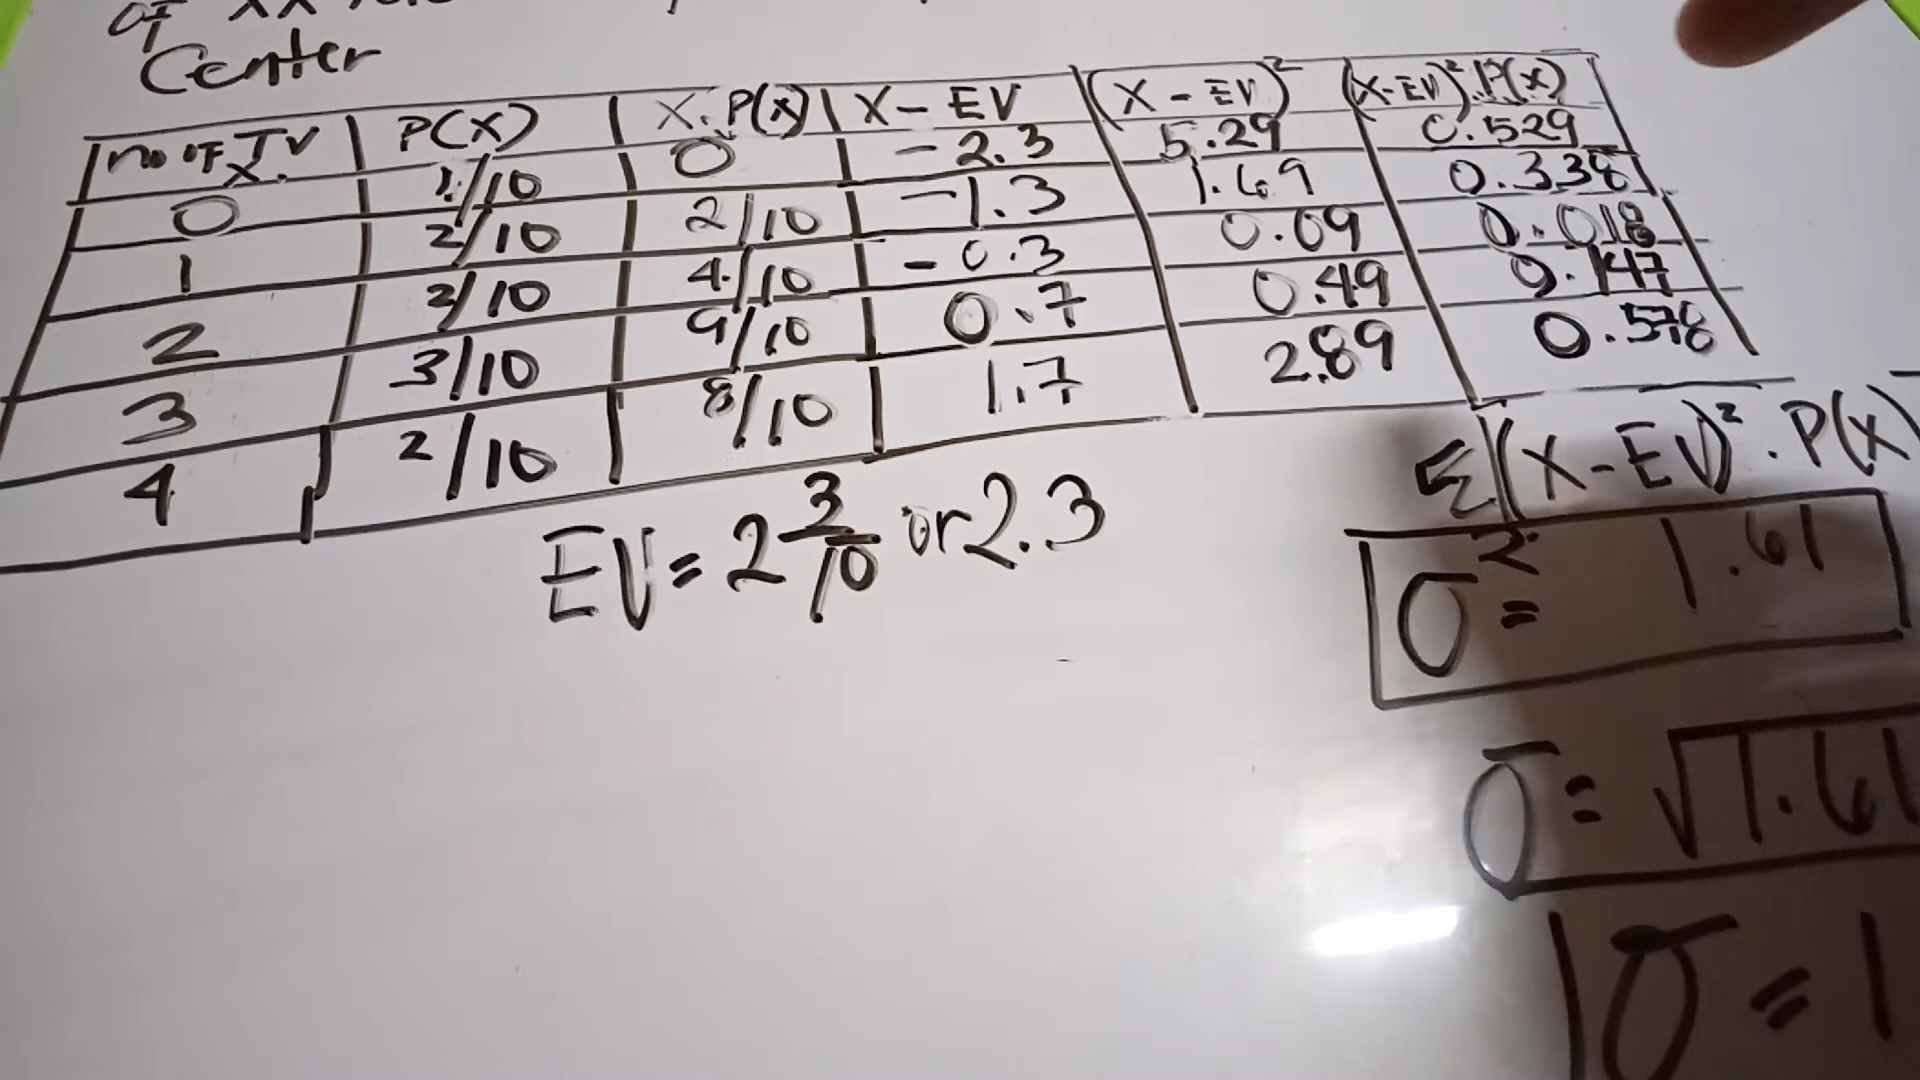 of
Center
no of TV X. P(X) X. P(X) X - EV (X - EV)² (X-EV)². P(X)
0 1/10 0 -2.3 5.29 0.529
1 2/10 2/10 -1.3 1.69 0.338
2 2/10 4/10 -0.3 0.09 0.018
3 3/10 9/10 0.7 0.49 0.147
4 2/10 8/10 1.7 2.89 0.578
EV = 2 3/10 or 2.3
Σ(X-EV)². P(X)
σ² = 1.61
σ = √1.61
σ = 1